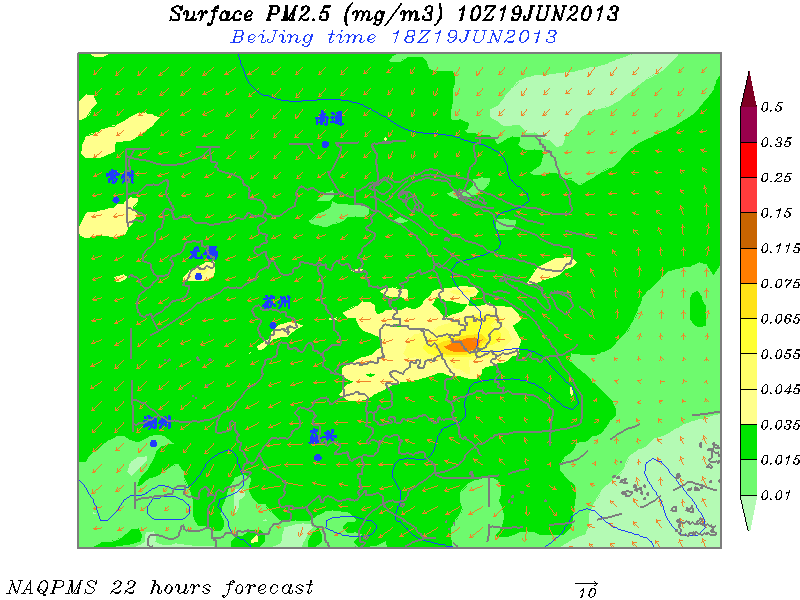 Surface PM2.5 (mg/m3) 10Z19JUN2013
BeiJing time 18Z19JUN2013
南通
常州
无锡
苏州
湖州
嘉兴
0.5
0.35
0.25
0.15
0.115
0.075
0.065
0.055
0.045
0.035
0.015
0.01
NAQPMS 22 hours forecast
10